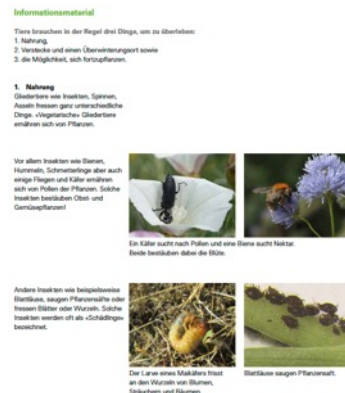 Informationsmaterial
Tiere brauchen in der Regel drei Dinge, um zu überleben:
1. Nahrung,
2. Verstecke und einen Überwinterungsort sowie
3. die Möglichkeit, sich fortzupflanzen.
1. Nahrung
Gliedertiere wie Insekten, Spinnen,
Asseln fressen ganz unterschiedliche
Dinge. «Vegetarische» Gliedertiere
ernähren sich von Pflanzen.
Vor allem Insekten wie Bienen,
Hummeln, Schmetterlinge aber auch
einige Fliegen und Käfer ernähren
sich von Pollen der Pflanzen. Solche
Insekten bestäuben Obst- und
Gemüsepflanzen!
Ein Käfer sucht nach Pollen und eine Biene sucht Nektar.
Beide bestäuben dabei die Blüte.
Andere Insekten wie beispielsweise
Blattläuse, saugen Pflanzensäfte oder
fressen Blätter oder Wurzeln. Solche
Insekten werden oft als «Schädlinge»
bezeichnet.
Der Larve eines Maikäfers frisst
an den Wurzeln von Blumen,
Sträuchern und Bäumen.
Blattläuse saugen Pflanzensaft.